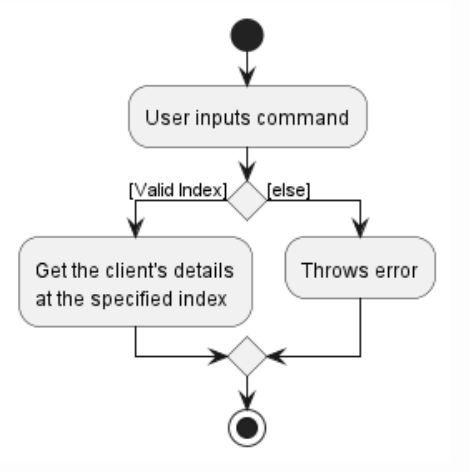 User inputs command
[Valid Index]
[else]
Get the client's details
at the specified index
Throws error